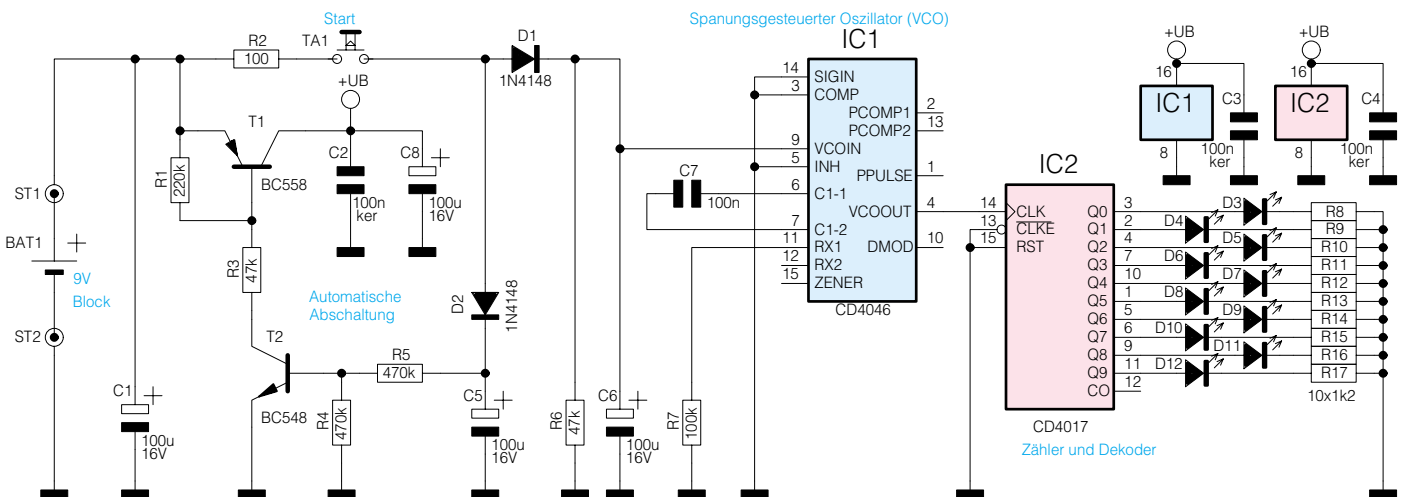 Start
TA1
R2
100
D1
1N4148
+UB
T1
BC558
R1
220k
C2
100n
ker
C8
+
100u
16V
ST1
BAT1
+
9V
Block
ST2
R3
47k
Automatische
Abschaltung
D2
1N4148
T2
BC548
R5
470k
R4
470k
C1
+
100u
16V
C5
+
100u
16V
R6
47k
C6
+
100u
16V
R7
100k
C7
100n
Spanungsgesteuerter Oszillator (VCO)
IC1
14 SIGIN
3 COMP
PCOMP1 2
PCOMP2 13
9 VCOIN
5 INH
PPULSE 1
6 C1-1
VCOOUT 4
7 C1-2
11 RX1
DMOD 10
12 RX2
15 ZENER
CD4046
IC2
14 CLK
13 CLKE
15 RST
Q0 3
Q1 2
Q2 4
Q3 7
Q4 10
Q5 1
Q6 5
Q7 6
Q8 9
Q9 11
CO 12
CD4017
Zähler und Dekoder
D3
D4
D5
D6
D7
D8
D9
D10
D11
D12
R8
R9
R10
R11
R12
R13
R14
R15
R16
R17
10x1k2
+UB
16
IC1
8
C3
100n
ker
+UB
16
IC2
8
C4
100n
ker